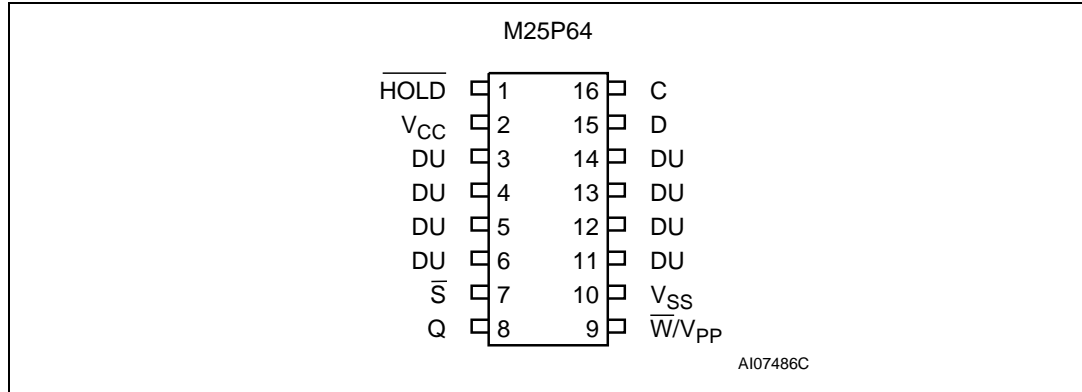 M25P64
HOLD 1 16 C
VCC 2 15 D
DU 3 14 DU
DU 4 13 DU
DU 5 12 DU
DU 6 11 DU
S 7 10 VSS
Q 8 9 W/VPP
AI07486C